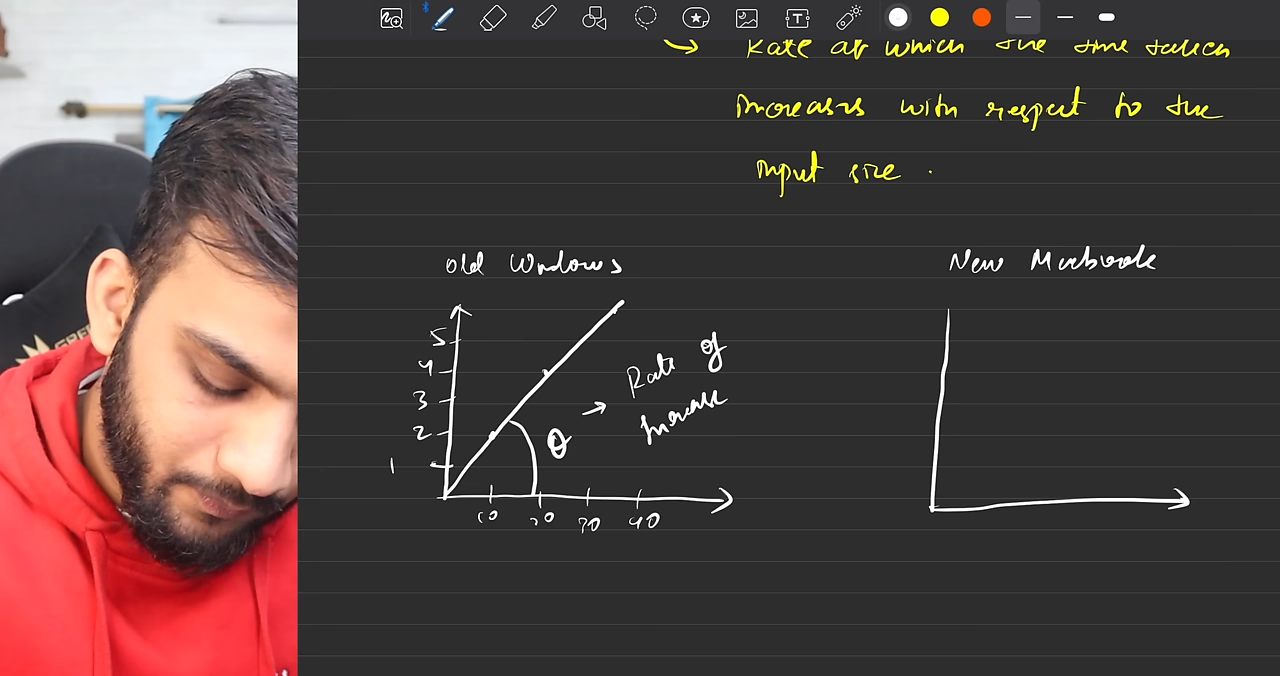 Rate at which the time taken
increases with respect to the
input size .
Old Windows
New Macbook
5
4
3
2
1
10 20 30 40
θ → Rate of
Increase